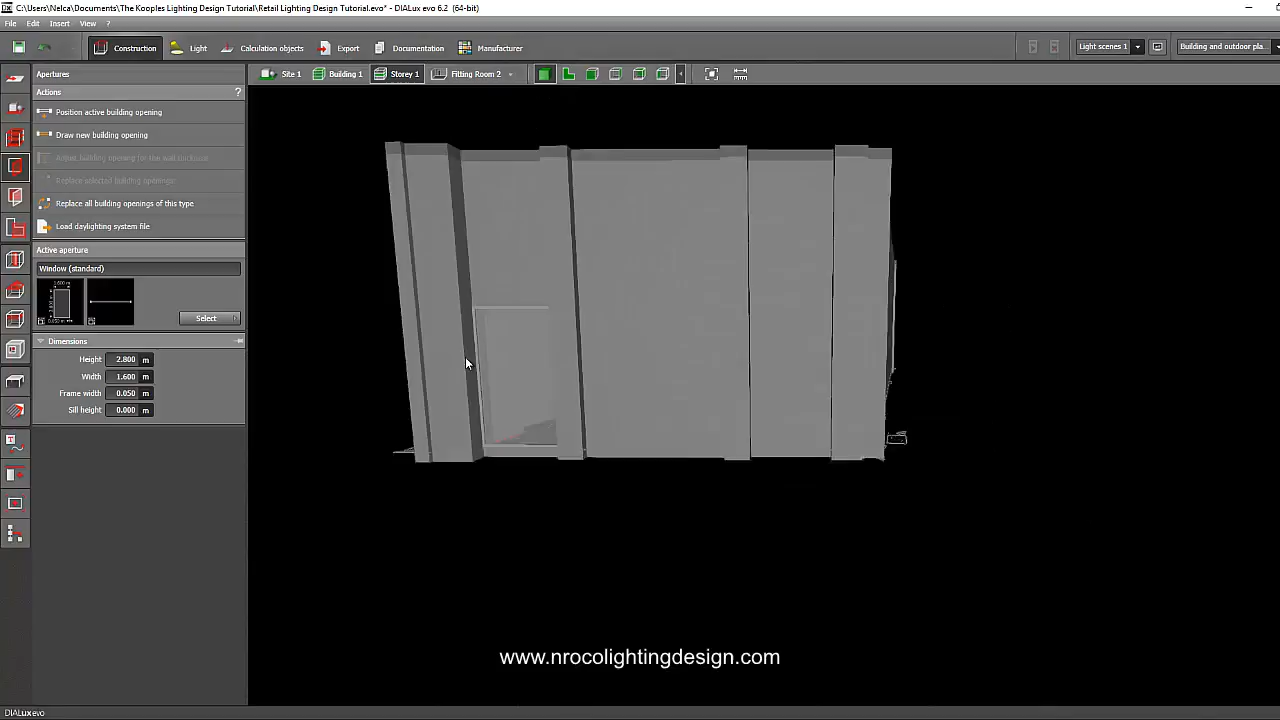 C:\Users\Nelca\Documents\The Kooples Lighting Design Tutorial\Retail Lighting Design Tutorial.evo* - DIALux evo 6.2 (64-bit)
File Edit Insert View ?
Construction Light Calculation objects Export Documentation Manufacturer Light scenes 1 Building and outdoor pla...
Apertures Site 1 Building 1 Storey 1 Fitting Room 2
Actions ?
Position active building opening
Draw new building opening
Adjust building opening for the wall thickness
Replace selected building openings
Replace all building openings of this type
Load daylighting system file
Active aperture
Window (standard)
Select
Dimensions
Height 2.800 m
Width 1.600 m
Frame width 0.050 m
Sill height 0.000 m
www.nrocolightingdesign.com
DIALux evo